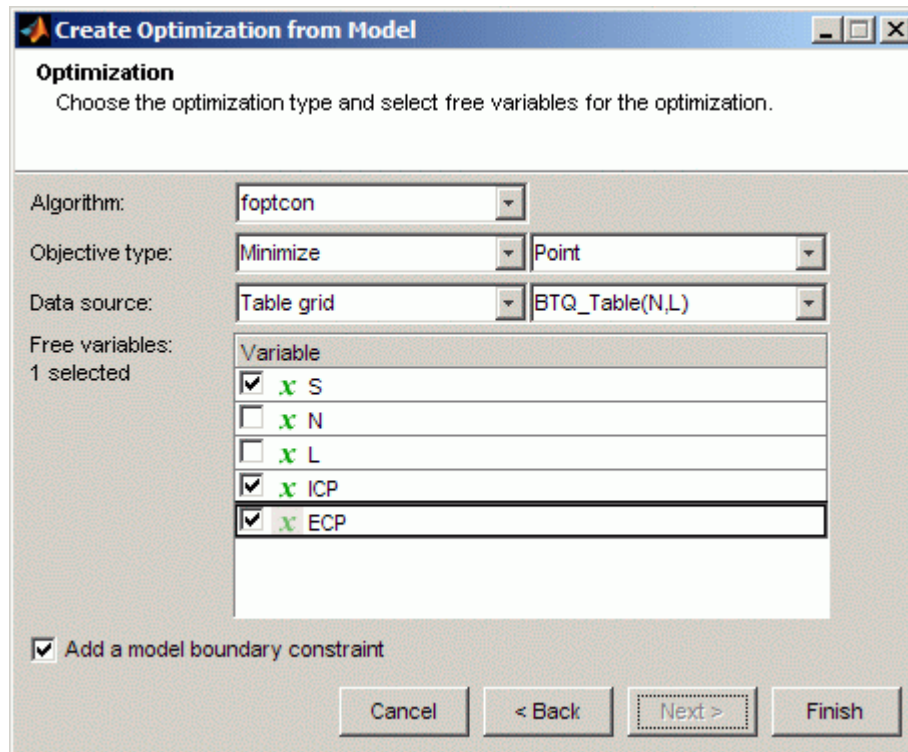 Create Optimization from Model
Optimization
Choose the optimization type and select free variables for the optimization.
Algorithm: foptcon
Objective type: Minimize Point
Data source: Table grid BTQ_Table(N,L)
Free variables:
1 selected
Variable
x S
x N
x L
x ICP
x ECP
Add a model boundary constraint
Cancel < Back Next > Finish